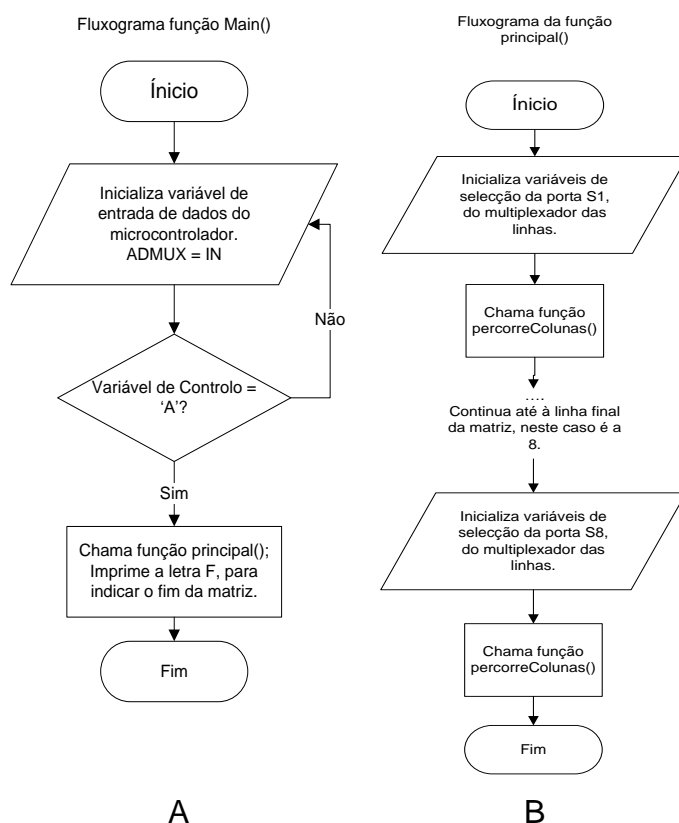 Fluxograma função Main()
Ínicio
Inicializa variável de
entrada de dados do
microcontrolador.
ADMUX = IN
Não
Variável de Controlo =
‘A’?
Sim
Chama função principal();
Imprime a letra F, para
indicar o fim da matriz.
Fim
A
Fluxograma da função
principal()
Ínicio
Inicializa variáveis de
selecção da porta S1,
do multiplexador das
linhas.
Chama função
percorreColunas()
....
Continua até à linha final
da matriz, neste caso é a
8.
Inicializa variáveis de
selecção da porta S8,
do multiplexador das
linhas.
Chama função
percorreColunas()
Fim
B